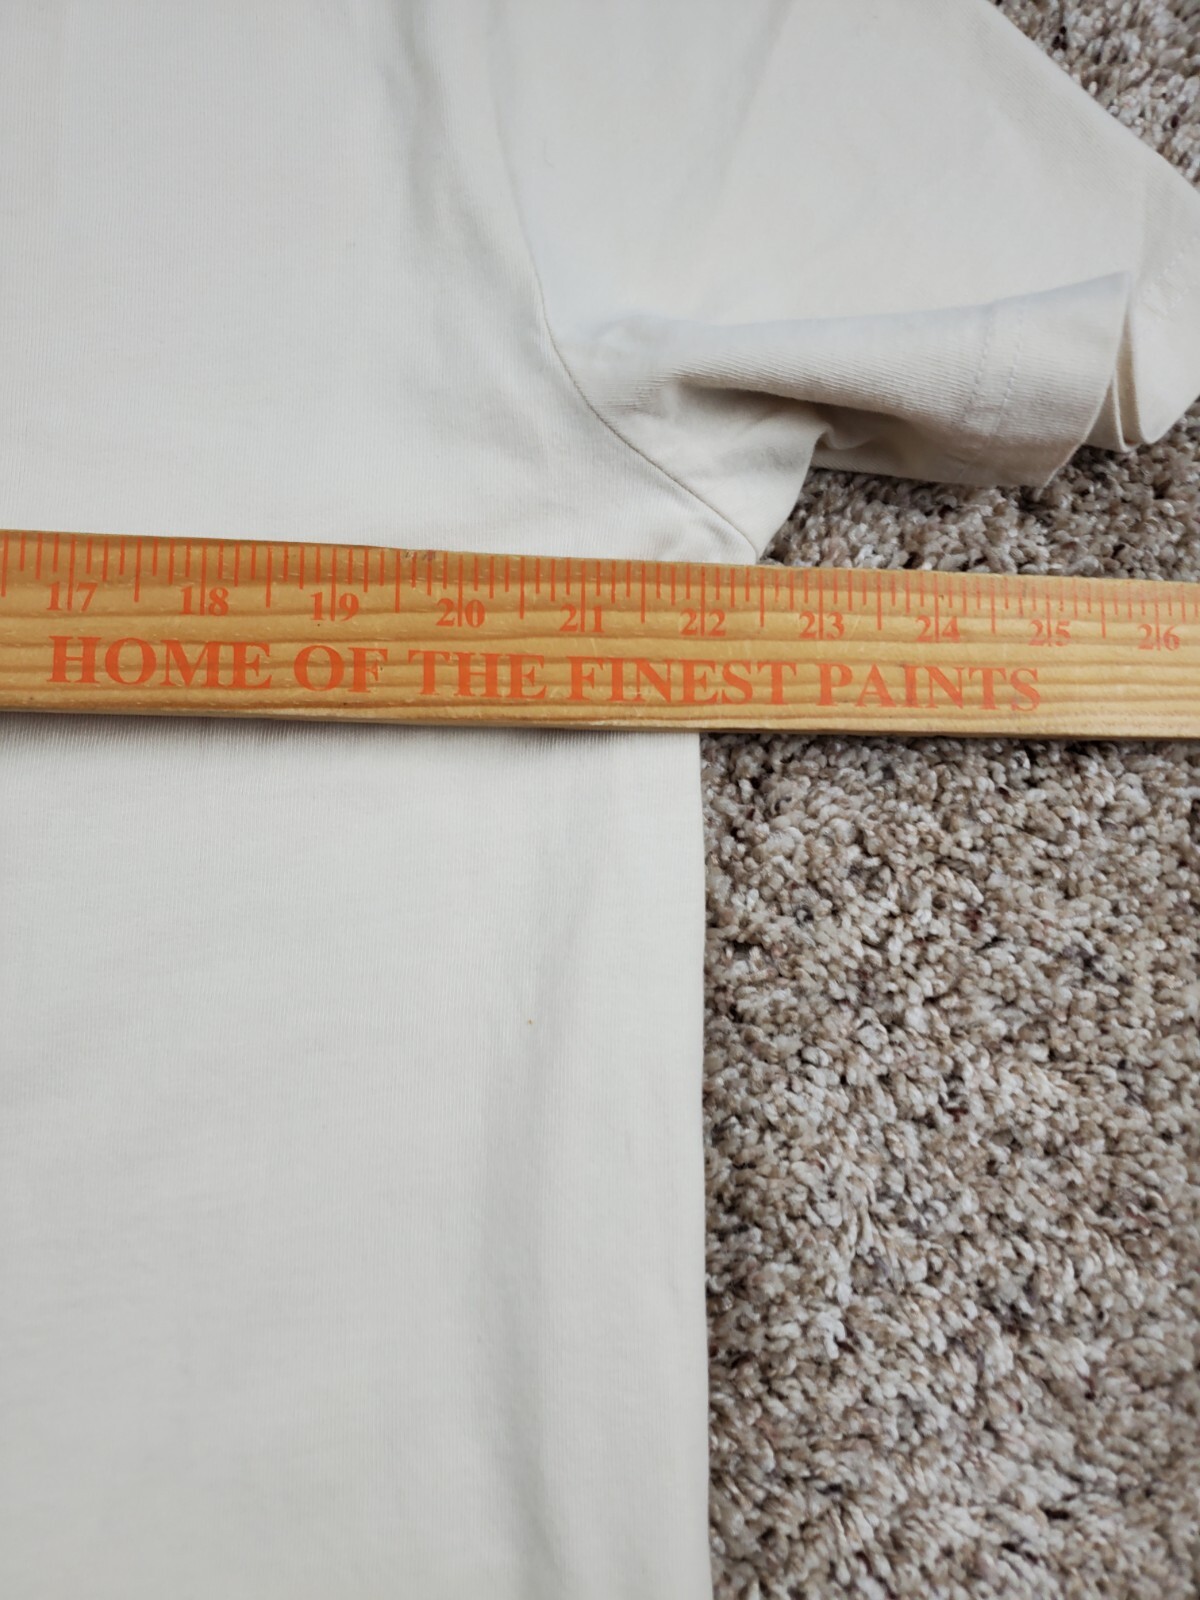 17 18 19 20 21 22 23 24 25 26
HOME OF THE FINEST PAINTS